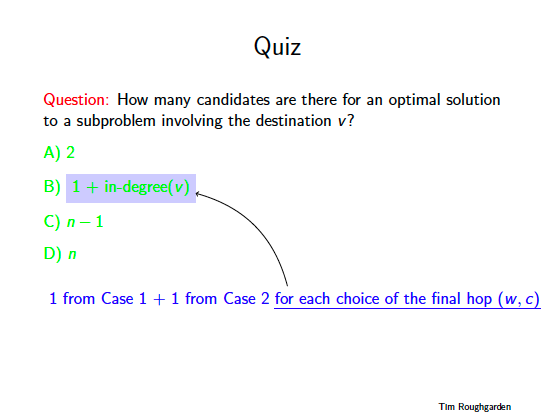 Quiz
Question: How many candidates are there for an optimal solution
to a subproblem involving the destination v?
A) 2
B) 1 + in-degree(v)
C) n − 1
D) n
1 from Case 1 + 1 from Case 2 for each choice of the final hop (w, c)
Tim Roughgarden